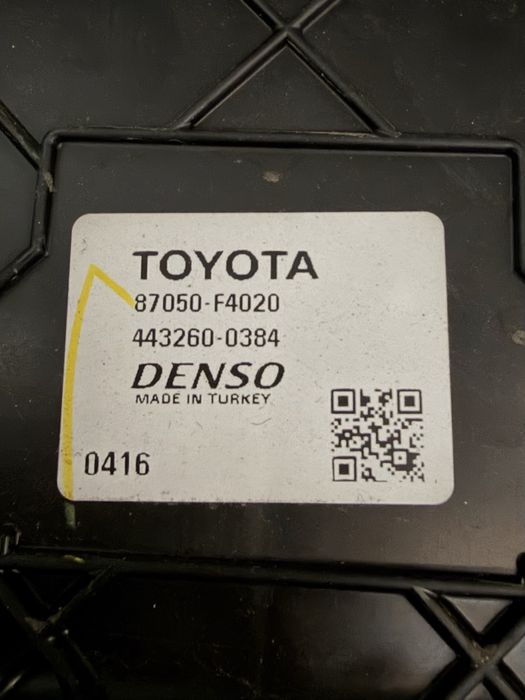 TOYOTA
87050-F4020
443260-0384
DENSO
MADE IN TURKEY
0416